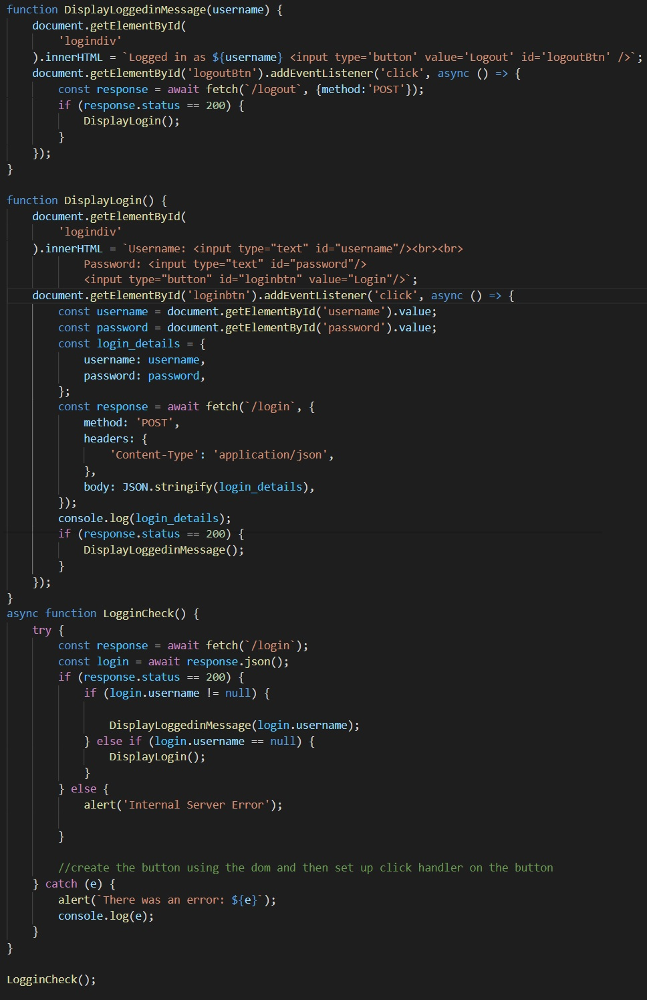 function DisplayLoggedinMessage(username) {
    document.getElementById(
        'logindiv'
    ).innerHTML = `Logged in as ${username} <input type='button' value='Logout' id='logoutBtn' />`;
    document.getElementById('logoutBtn').addEventListener('click', async () => {
        const response = await fetch(`/logout`, {method:'POST'});
        if (response.status == 200) {
            DisplayLogin();
        }
    });
}

function DisplayLogin() {
    document.getElementById(
        'logindiv'
    ).innerHTML = `Username: <input type="text" id="username"/><br><br>
            Password: <input type="text" id="password"/>
            <input type="button" id="loginbtn" value="Login"/>`;
    document.getElementById('loginbtn').addEventListener('click', async () => {
        const username = document.getElementById('username').value;
        const password = document.getElementById('password').value;
        const login_details = {
            username: username,
            password: password,
        };
        const response = await fetch(`/login`, {
            method: 'POST',
            headers: {
                'Content-Type': 'application/json',
            },
            body: JSON.stringify(login_details),
        });
        console.log(login_details);
        if (response.status == 200) {
            DisplayLoggedinMessage();
        }
    });
}
async function LogginCheck() {
    try {
        const response = await fetch(`/login`);
        const login = await response.json();
        if (response.status == 200) {
            if (login.username != null) {

                DisplayLoggedinMessage(login.username);
            } else if (login.username == null) {
                DisplayLogin();
            }
        } else {
            alert('Internal Server Error');

        }

        //create the button using the dom and then set up click handler on the button
    } catch (e) {
        alert(`There was an error: ${e}`);
        console.log(e);
    }
}

LogginCheck();